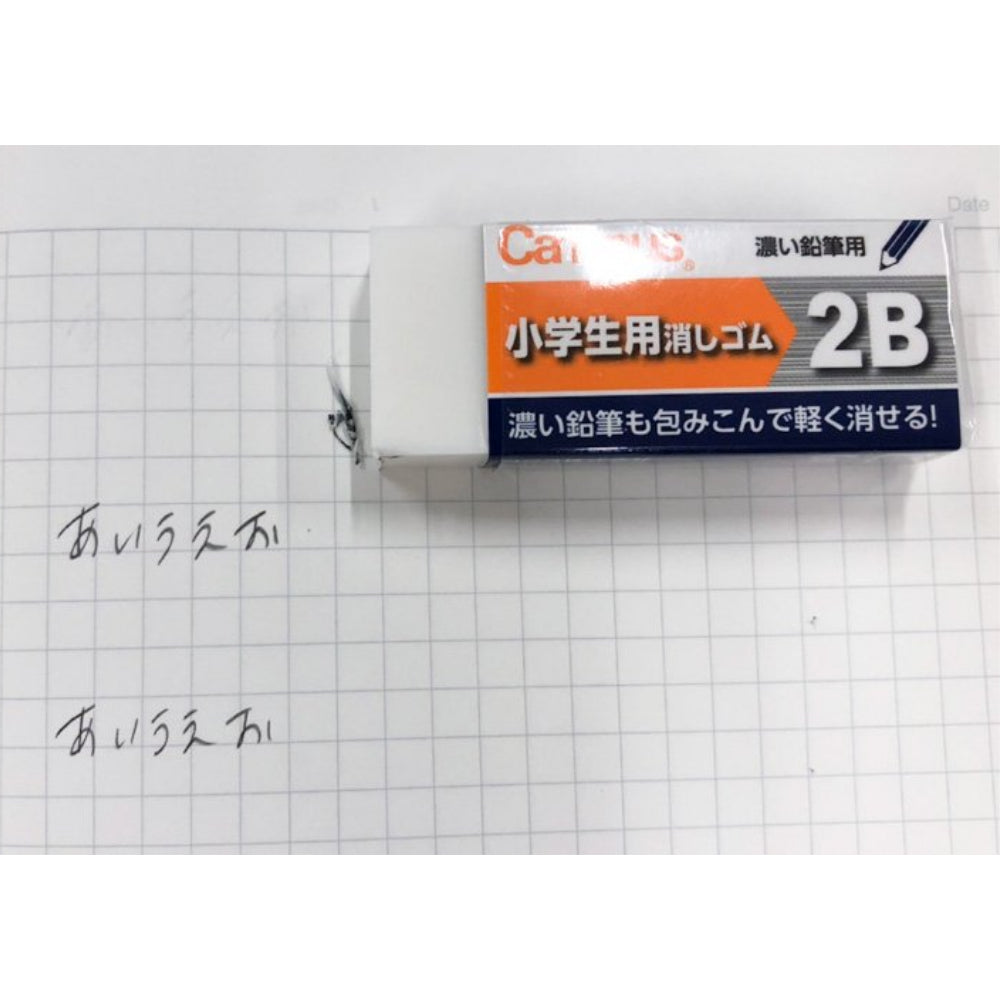 Date
Campus
濃い鉛筆用
小学生用消しゴム
2B
濃い鉛筆も包みこんで軽く消せる!
あいうえお
あいうえお